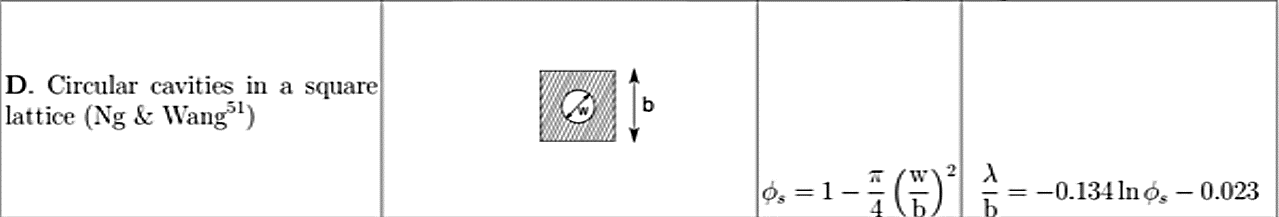 D. Circular cavities in a square
lattice (Ng & Wang⁵¹)
w
b
ϕₛ = 1 − π/4 (w/b)²
λ/b = −0.134 ln ϕₛ − 0.023